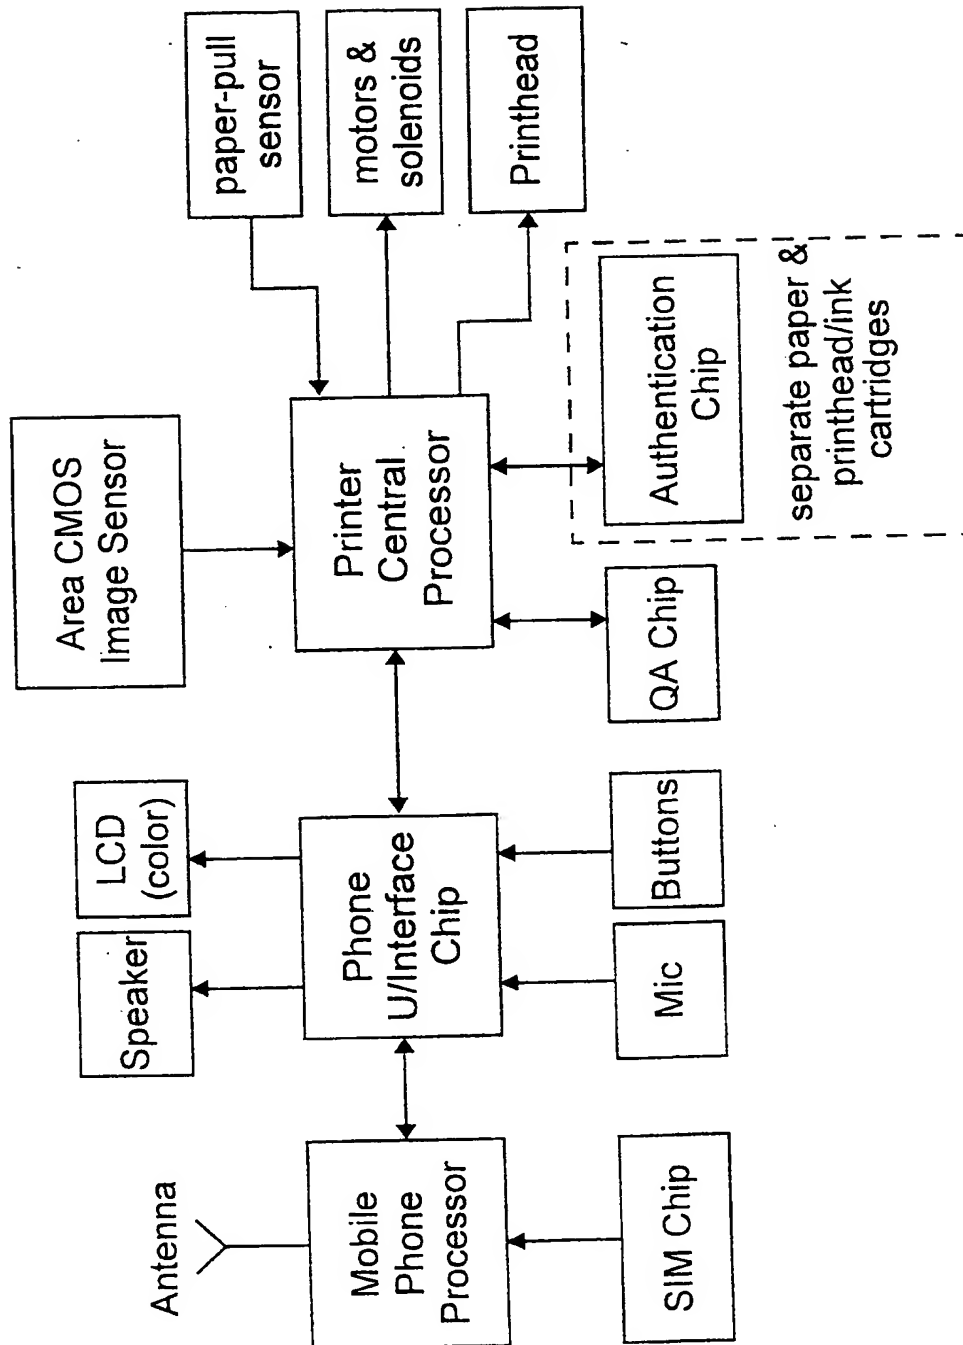 Antenna
Mobile
Phone
Processor
SIM Chip
Speaker
LCD
(color)
Phone
U/Interface
Chip
Mic
Buttons
Area CMOS
Image Sensor
Printer
Central
Processor
QA Chip
Authentication
Chip
separate paper &
printhead/ink
cartridges
paper-pull
sensor
motors &
solenoids
Printhead